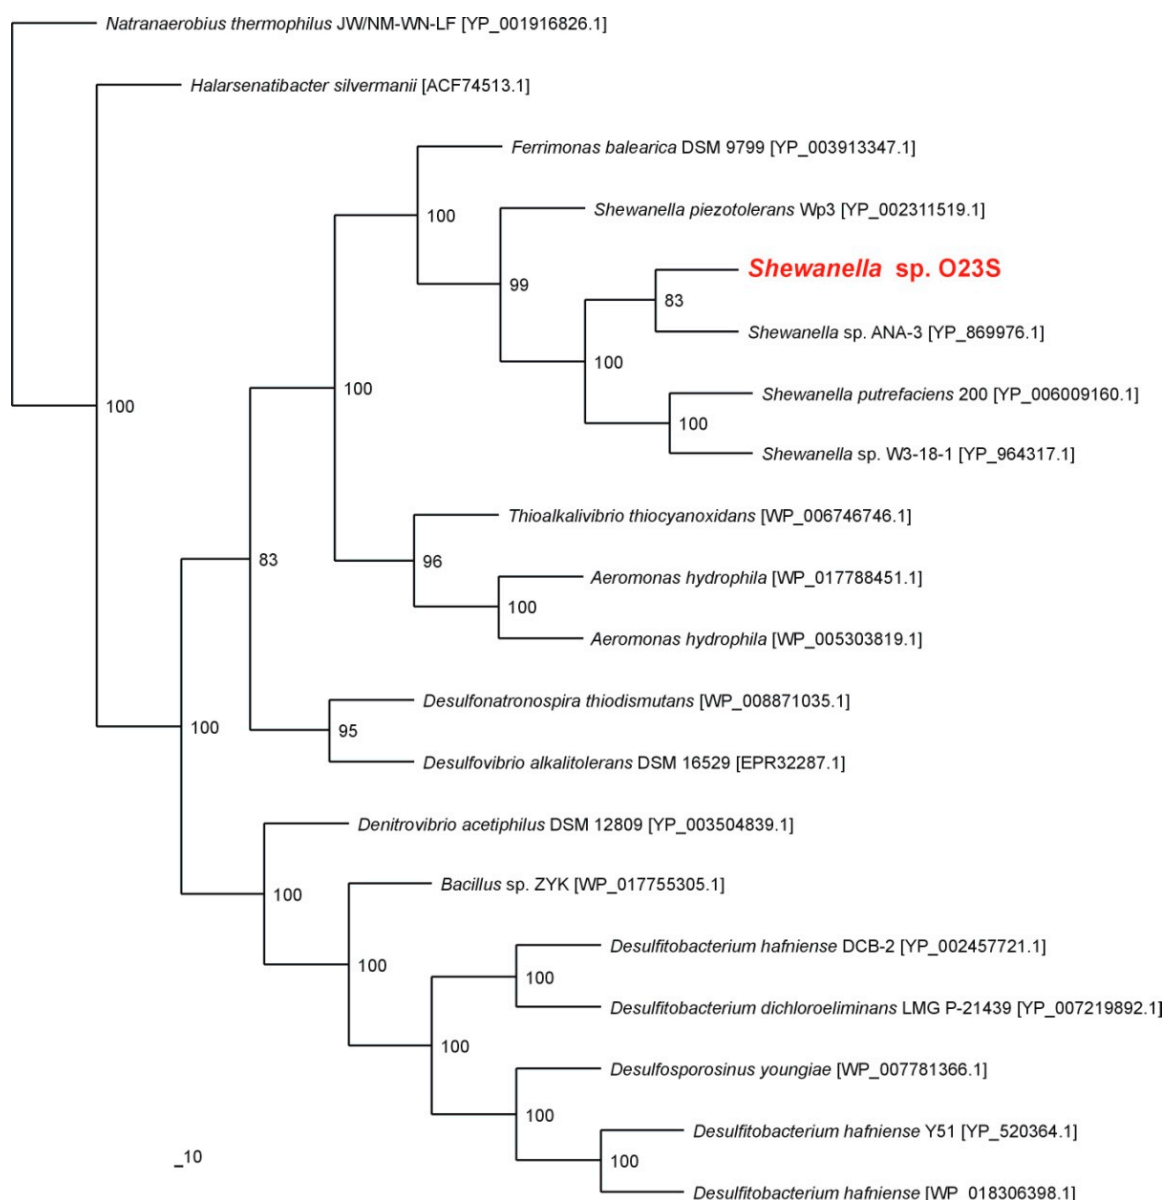 Natranaerobius thermophilus JW/NM-WN-LF [YP_001916826.1]
Halarsenatibacter silvermanii [ACF74513.1]
Ferrimonas balearica DSM 9799 [YP_003913347.1]
100
Shewanella piezotolerans Wp3 [YP_002311519.1]
99
Shewanella sp. O23S
83
Shewanella sp. ANA-3 [YP_869976.1]
100
100
Shewanella putrefaciens 200 [YP_006009160.1]
100
100
Shewanella sp. W3-18-1 [YP_964317.1]
Thioalkalivibrio thiocyanoxidans [WP_006746746.1]
83
96
Aeromonas hydrophila [WP_017788451.1]
100
Aeromonas hydrophila [WP_005303819.1]
Desulfonatronospira thiodismutans [WP_008871035.1]
100
95
Desulfovibrio alkalitolerans DSM 16529 [EPR32287.1]
Denitrovibrio acetiphilus DSM 12809 [YP_003504839.1]
100
Bacillus sp. ZYK [WP_017755305.1]
100
Desulfitobacterium hafniense DCB-2 [YP_002457721.1]
100
Desulfitobacterium dichloroeliminans LMG P-21439 [YP_007219892.1]
100
Desulfosporosinus youngiae [WP_007781366.1]
100
Desulfitobacterium hafniense Y51 [YP_520364.1]
_10
100
Desulfitobacterium hafniense [WP_018306398.1]